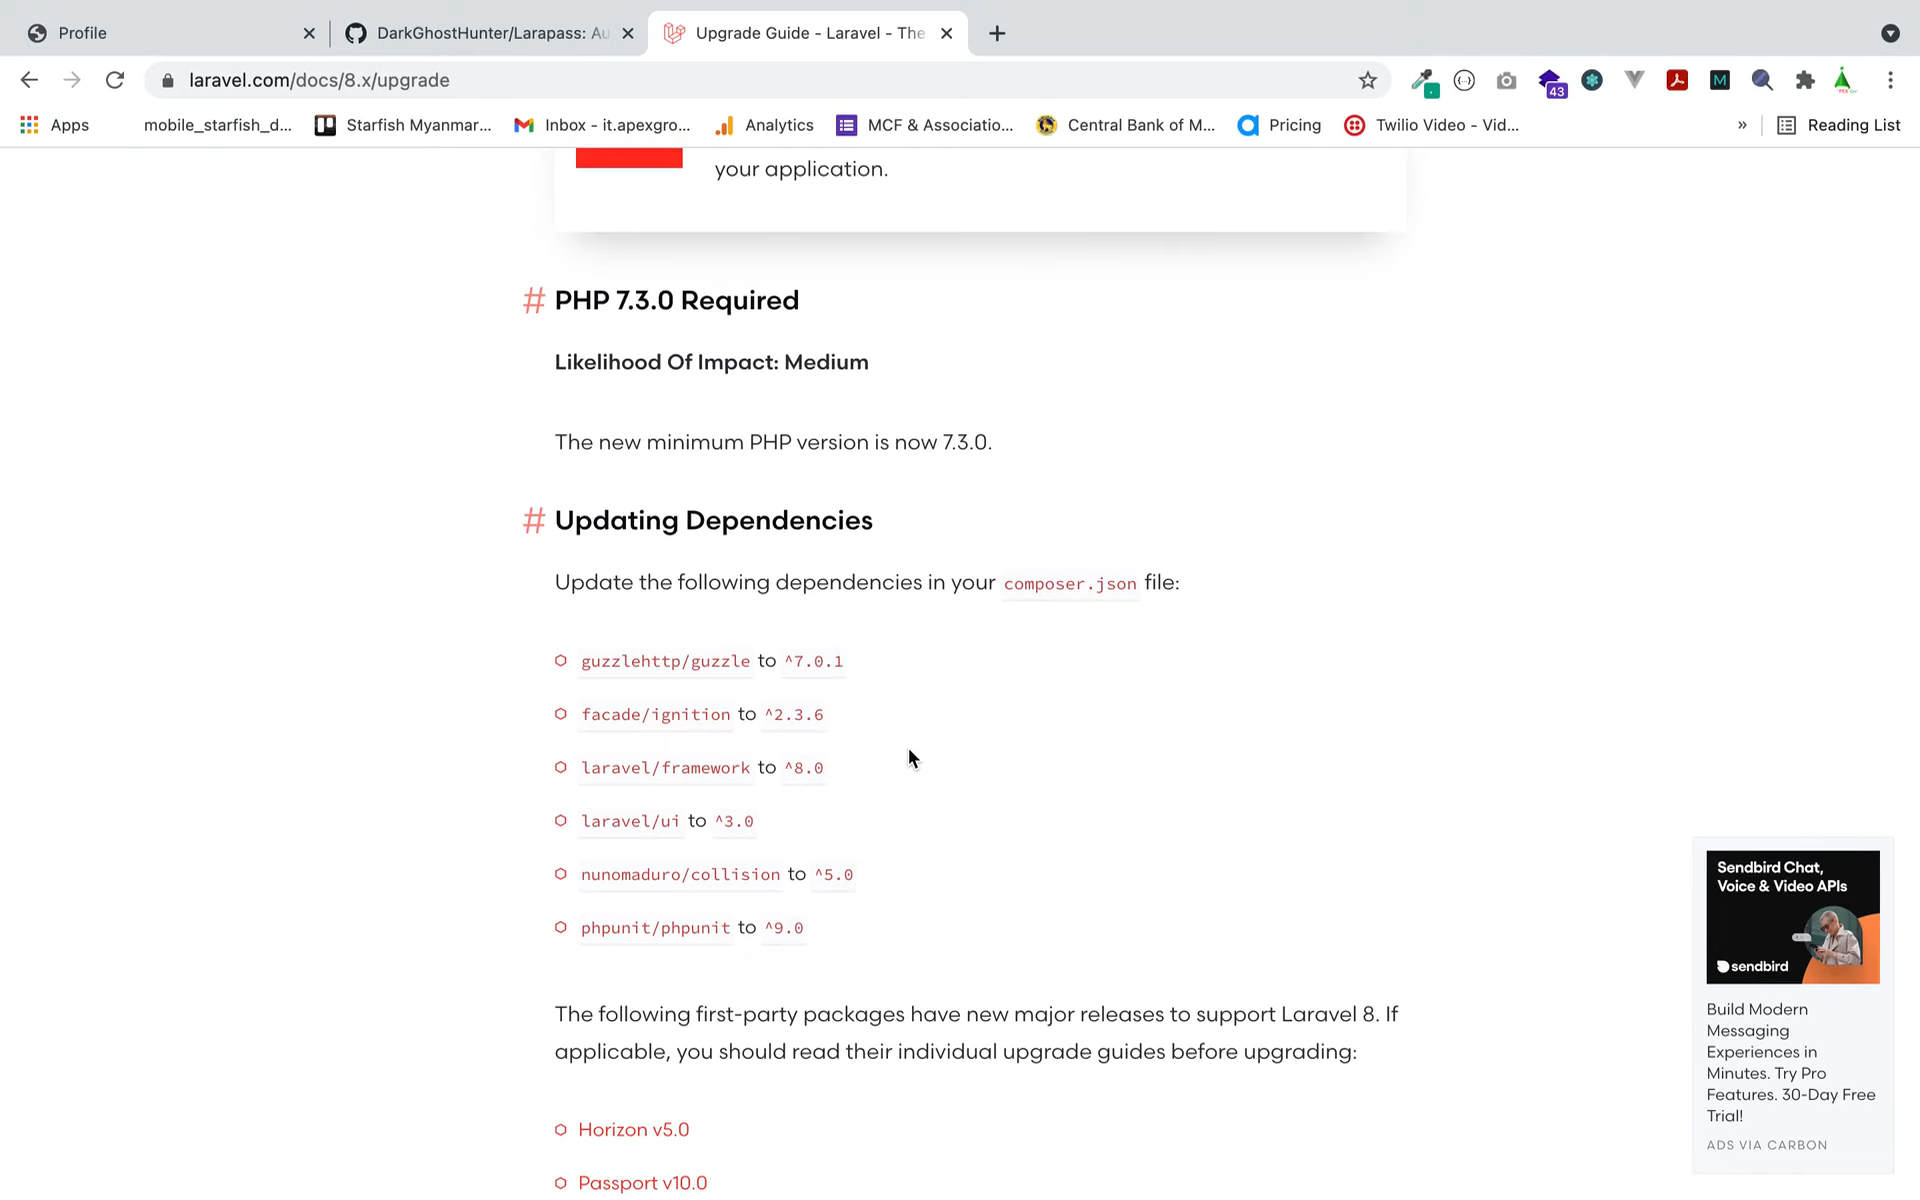 Profile
DarkGhostHunter/Larapass: Au
Upgrade Guide - Laravel - The
laravel.com/docs/8.x/upgrade
43
M
Apps
mobile_starfish_d...
Starfish Myanmar...
Inbox - it.apexgro...
Analytics
MCF & Associatio...
Central Bank of M...
Pricing
Twilio Video - Vid...
»
Reading List
your application.
# PHP 7.3.0 Required
Likelihood Of Impact: Medium
The new minimum PHP version is now 7.3.0.
# Updating Dependencies
Update the following dependencies in your composer.json file:
guzzlehttp/guzzle to ^7.0.1
facade/ignition to ^2.3.6
laravel/framework to ^8.0
laravel/ui to ^3.0
nunomaduro/collision to ^5.0
phpunit/phpunit to ^9.0
The following first-party packages have new major releases to support Laravel 8. If
applicable, you should read their individual upgrade guides before upgrading:
Horizon v5.0
Passport v10.0
Sendbird Chat,
Voice & Video APIs
sendbird
Build Modern
Messaging
Experiences in
Minutes. Try Pro
Features. 30-Day Free
Trial!
ADS VIA CARBON